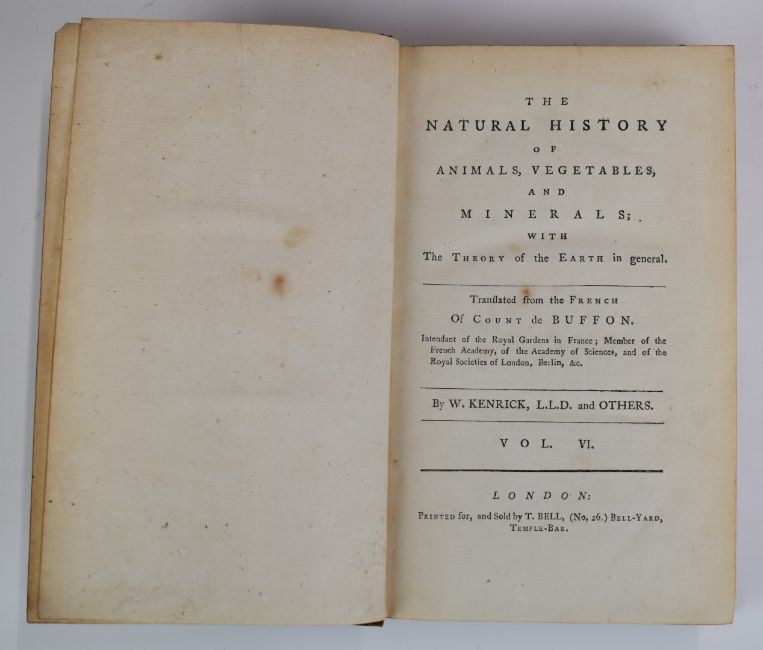 THE
NATURAL HISTORY
OF
ANIMALS, VEGETABLES,
AND
MINERALS;
WITH
The THEORY of the EARTH in general.
Tranſlated from the FRENCH
Of COUNT de BUFFON.
Intendant of the Royal Gardens in France; Member of the
French Academy, of the Academy of Sciences, and of the
Royal Societies of London, Berlin, &c.
By W. KENRICK, L.L.D. and OTHERS.
VOL. VI.
LONDON:
PRINTED for, and Sold by T. BELL, (No, 26.) BELL-YARD,
TEMPLE-BAR.